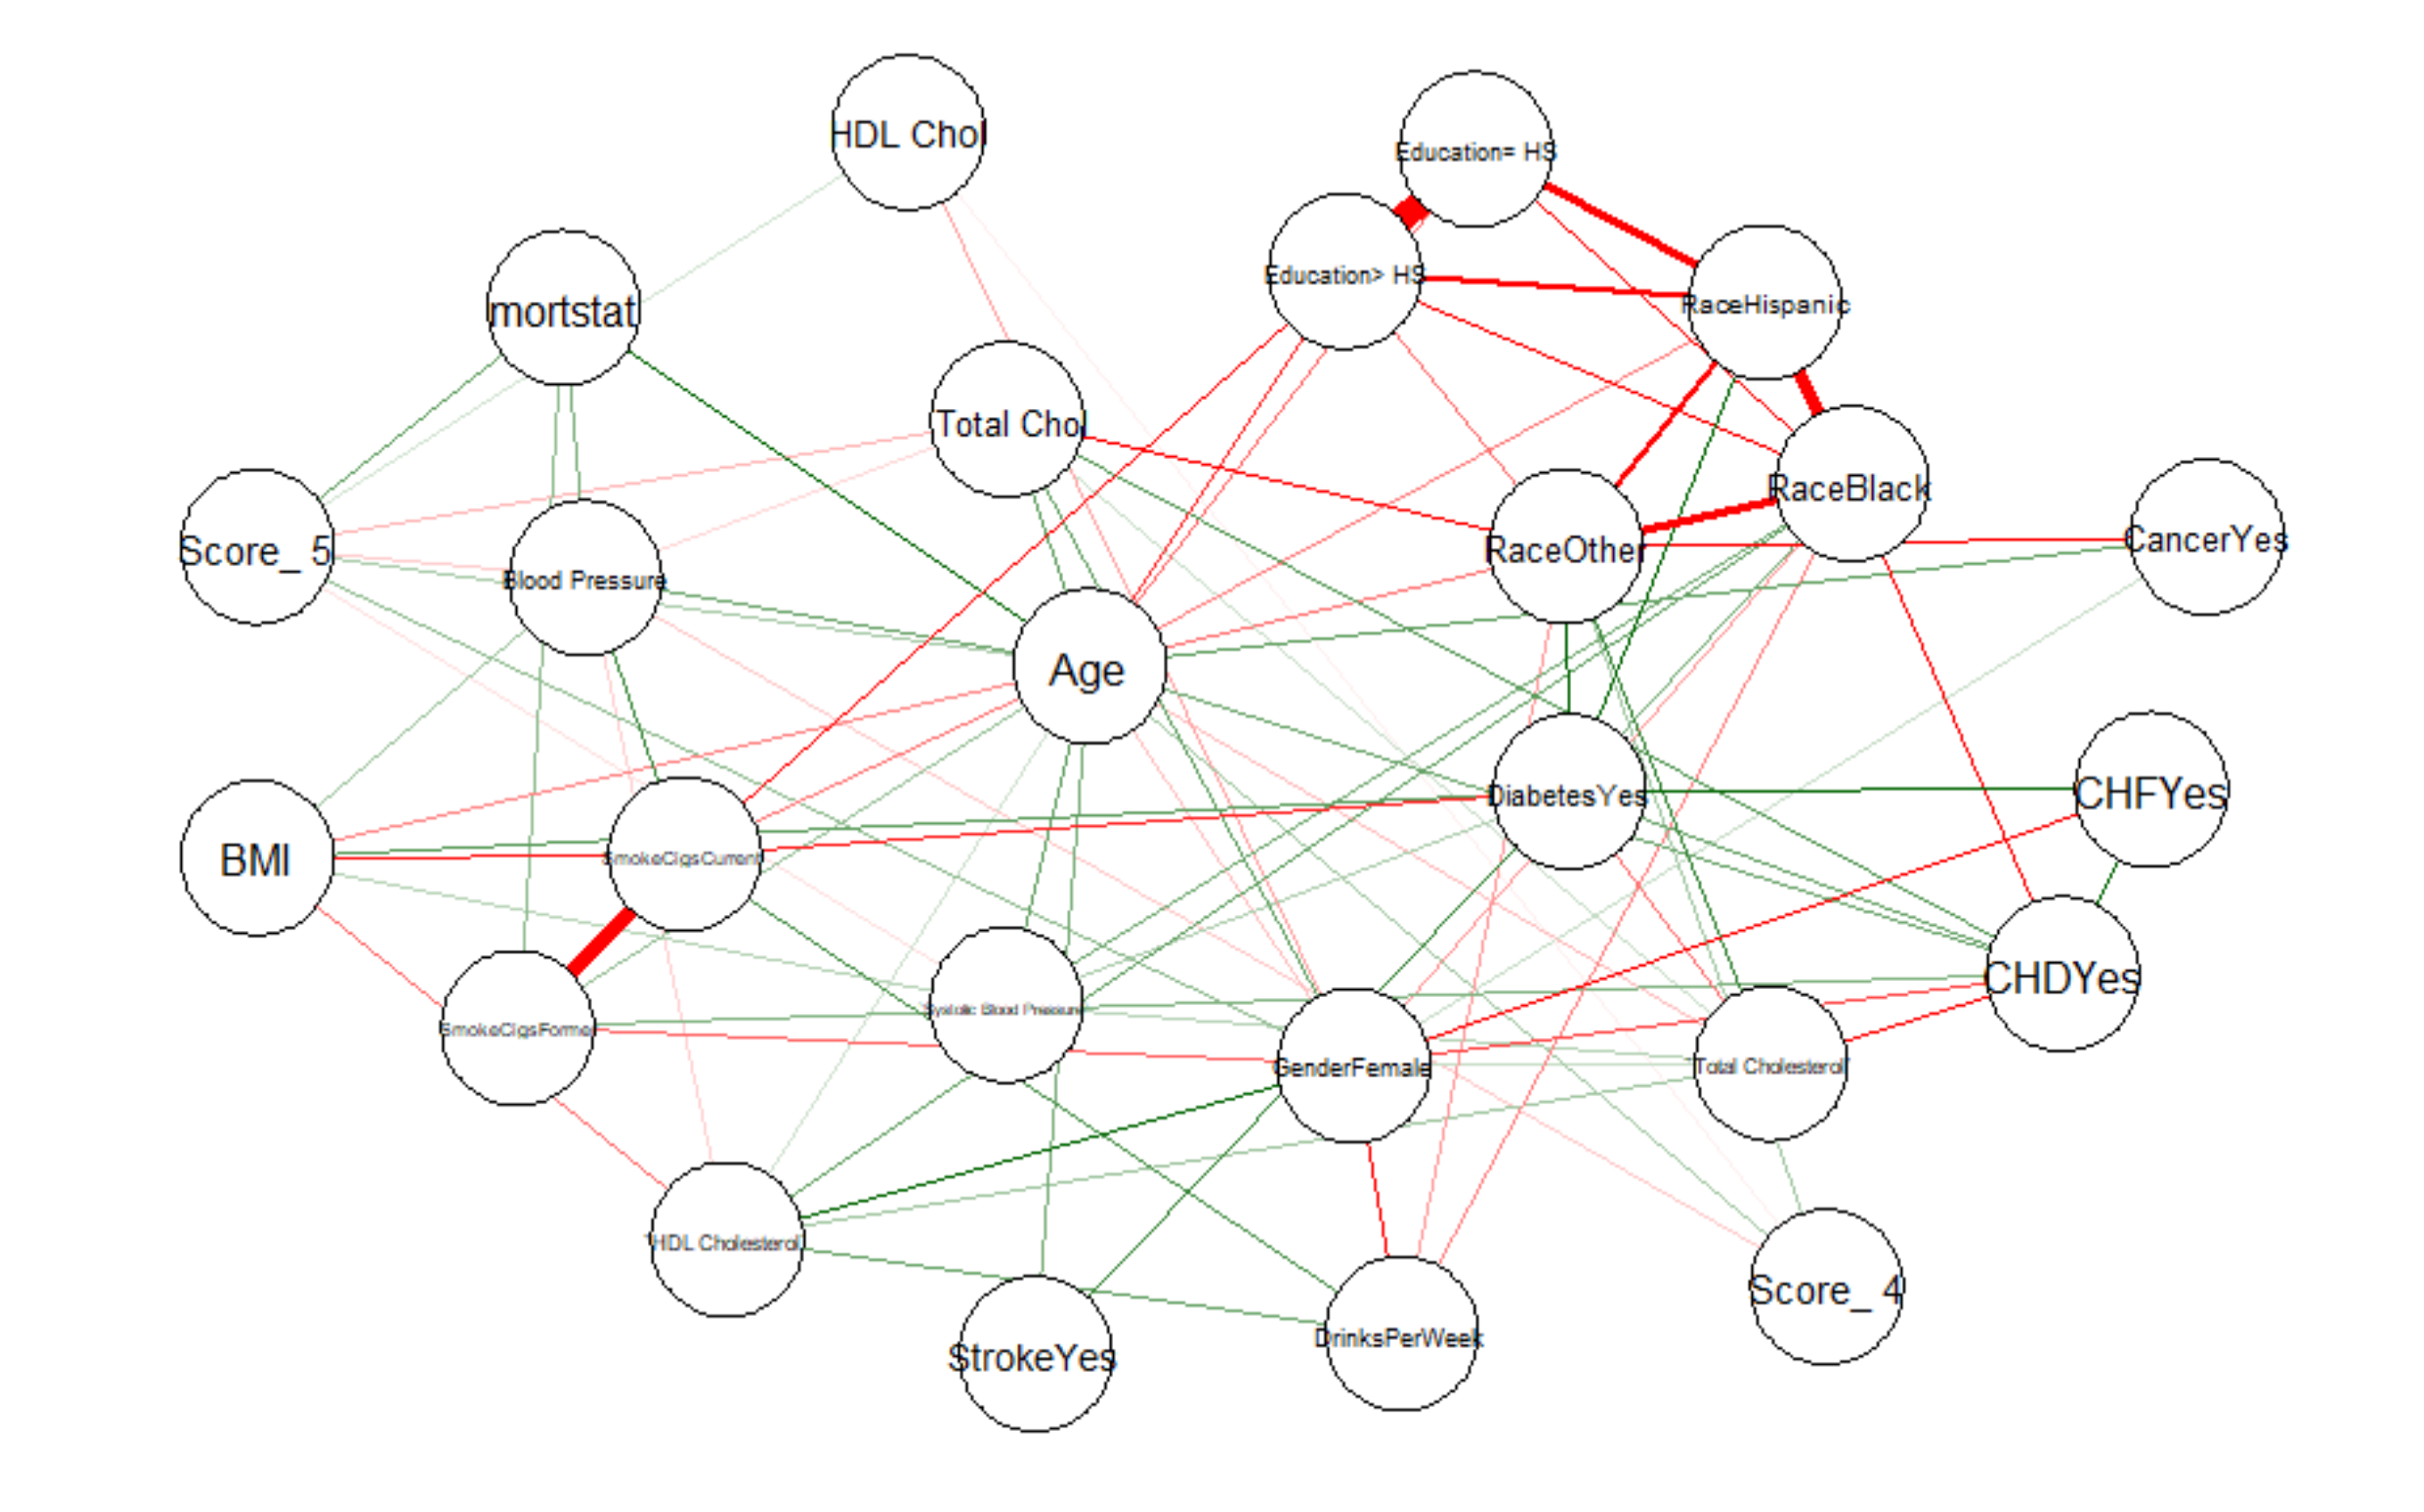 HDL Chol
Education= HS
Education> HS
RaceHispanic
mortstat
Total Chol
RaceBlack
Score_ 5
Blood Pressure
RaceOther
CancerYes
Age
BMI
SmokeCigsCurrent
DiabetesYes
CHFYes
CHDYes
SmokeCigsFormer
`Systolic Blood Pressure`
GenderFemale
`Total Cholesterol`
`HDL Cholesterol`
StrokeYes
DrinksPerWeek
Score_ 4